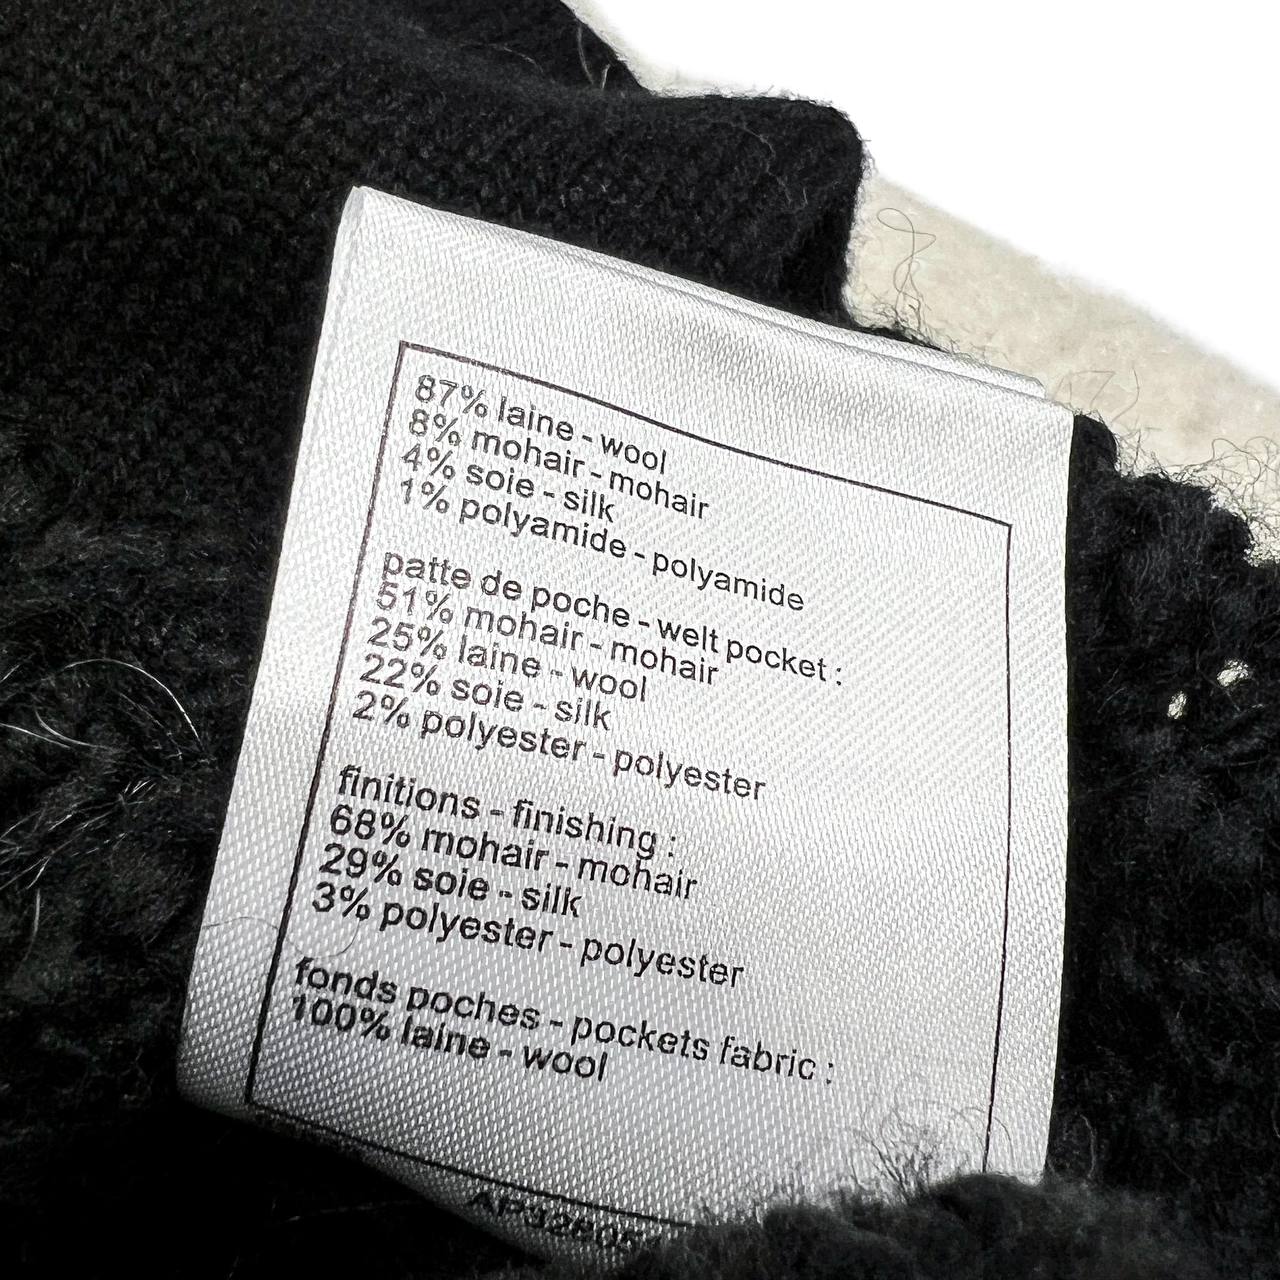 87% laine - wool
8% mohair - mohair
4% soie - silk
1% polyamide - polyamide
patte de poche - welt pocket :
51% mohair - mohair
25% laine - wool
22% soie - silk
2% polyester - polyester
finitions - finishing :
68% mohair - mohair
29% soie - silk
3% polyester - polyester
fonds poches - pockets fabric :
100% laine - wool